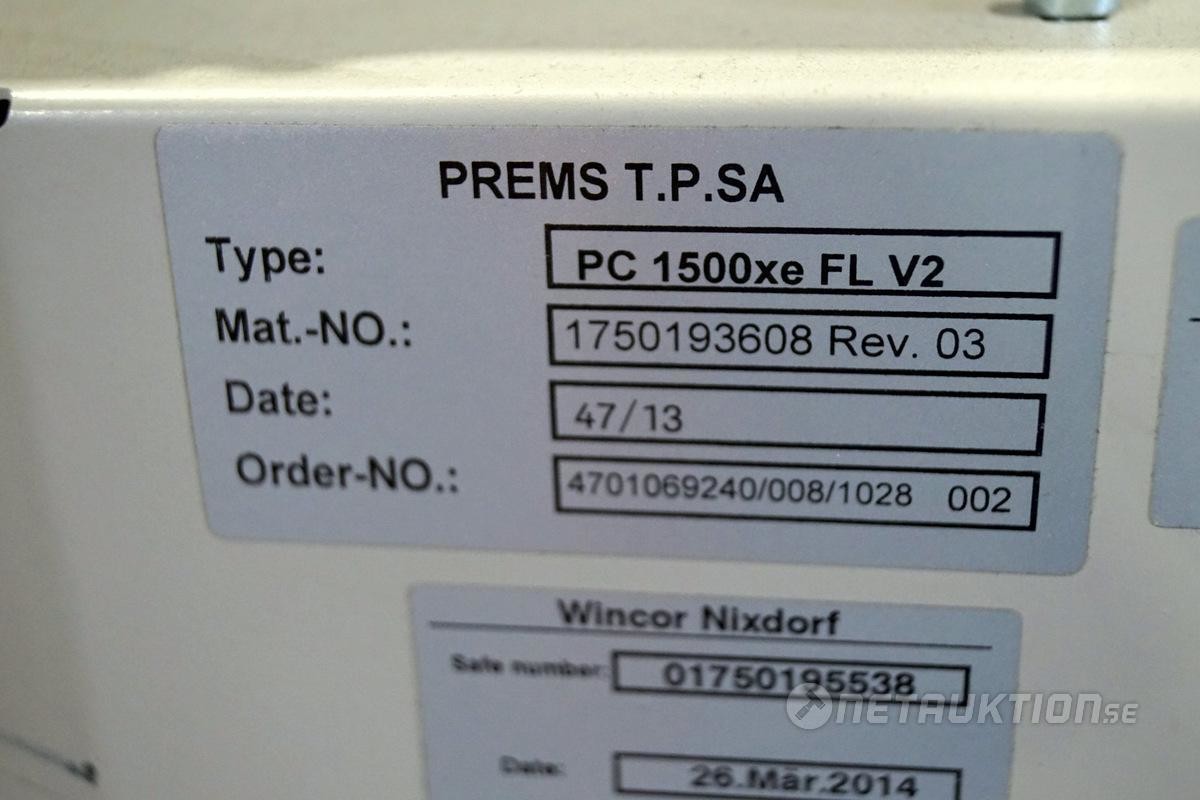 PREMS T.P.SA
Type: PC 1500xe FL V2
Mat.-NO.: 1750193608 Rev. 03
Date: 47/13
Order-NO.: 4701069240/008/1028 002
Wincor Nixdorf
Safe number: 01750195538
NETAUKTION.SE
Date: 26.Mär.2014